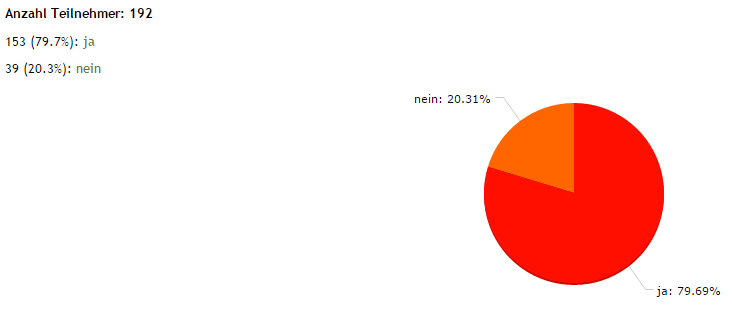 Anzahl Teilnehmer: 192
153 (79.7%): ja
39 (20.3%): nein
nein: 20.31%
ja: 79.69%